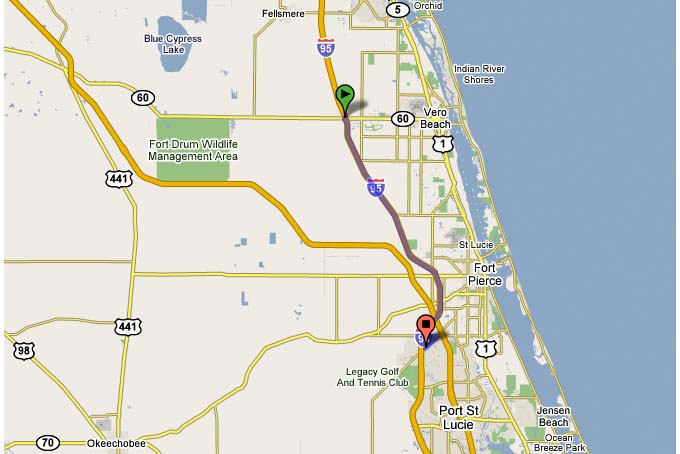 5
Orchid
Fellsmere
Blue Cypress
Lake
95
Indian River
Shores
60
Vero
Beach
60
1
Fort Drum Wildlife
Management Area
441
95
St Lucie
Fort
Pierce
441
98
1
Legacy Golf
And Tennis Club
Port St
Lucie
Jensen
Beach
70
Okeechobee
Ocean
Breeze Park